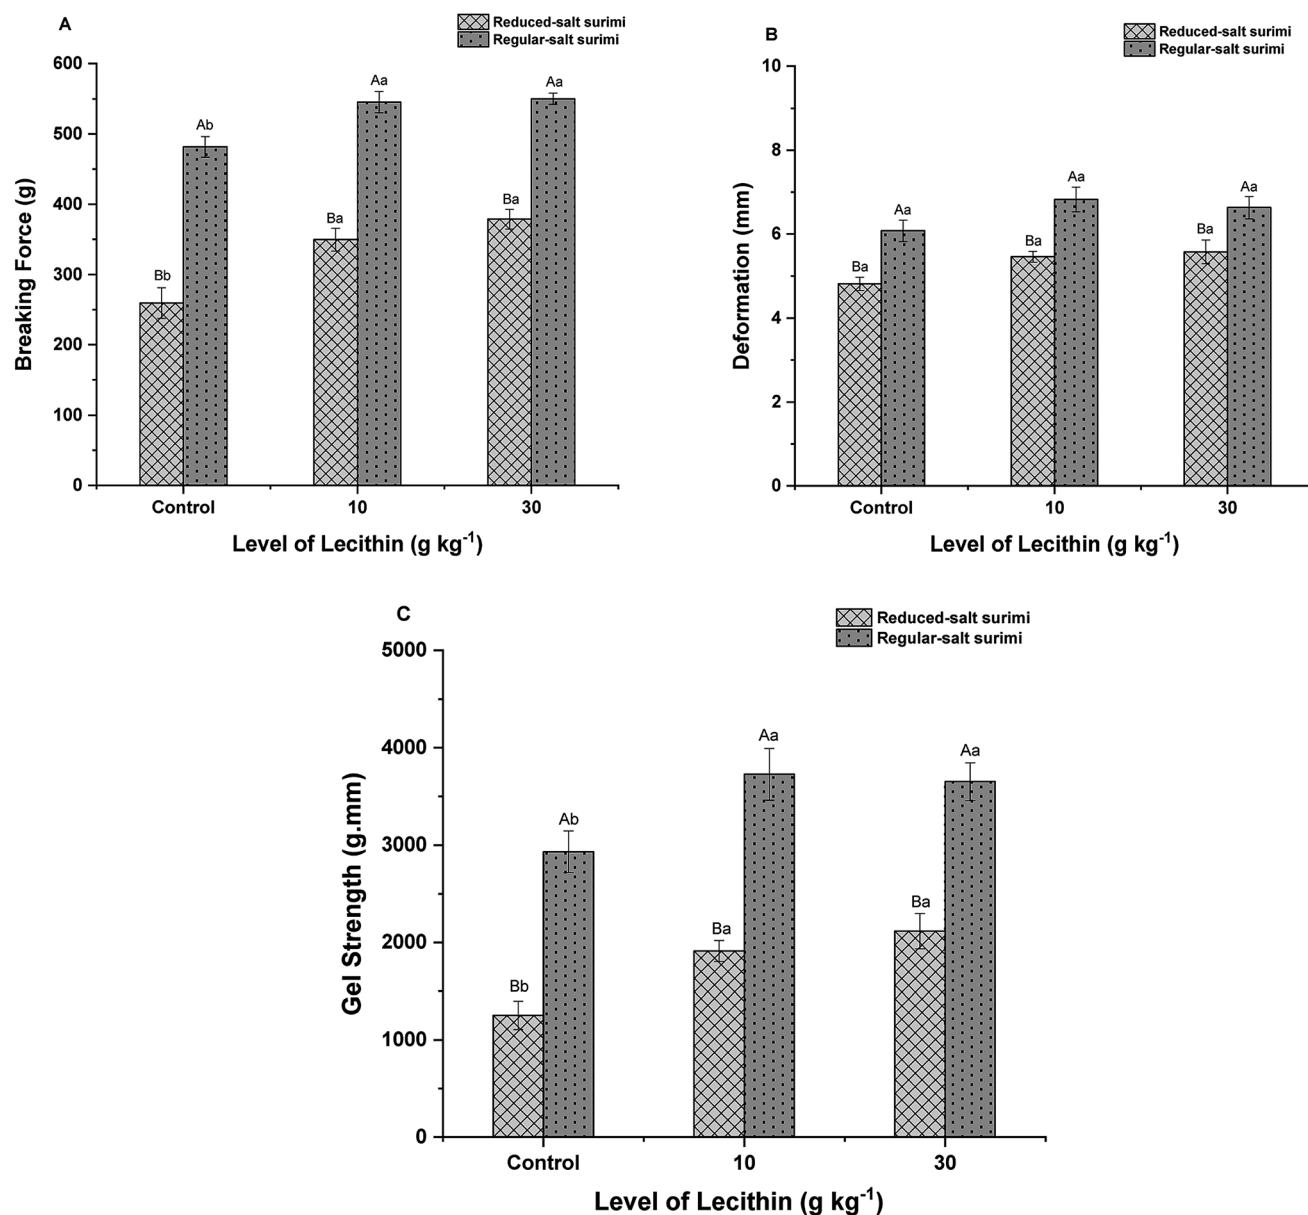 A
Reduced-salt surimi
Regular-salt surimi
600
500
400
300
200
100
0
Breaking Force (g)
Bb
Ab
Ba
Aa
Ba
Aa
Control
10
30
Level of Lecithin (g kg-1)
B
Reduced-salt surimi
Regular-salt surimi
10
8
6
4
2
0
Deformation (mm)
Ba
Aa
Ba
Aa
Ba
Aa
Control
10
30
Level of Lecithin (g kg-1)
C
Reduced-salt surimi
Regular-salt surimi
5000
4000
3000
2000
1000
0
Gel Strength (g.mm)
Bb
Ab
Ba
Aa
Ba
Aa
Control
10
30
Level of Lecithin (g kg-1)